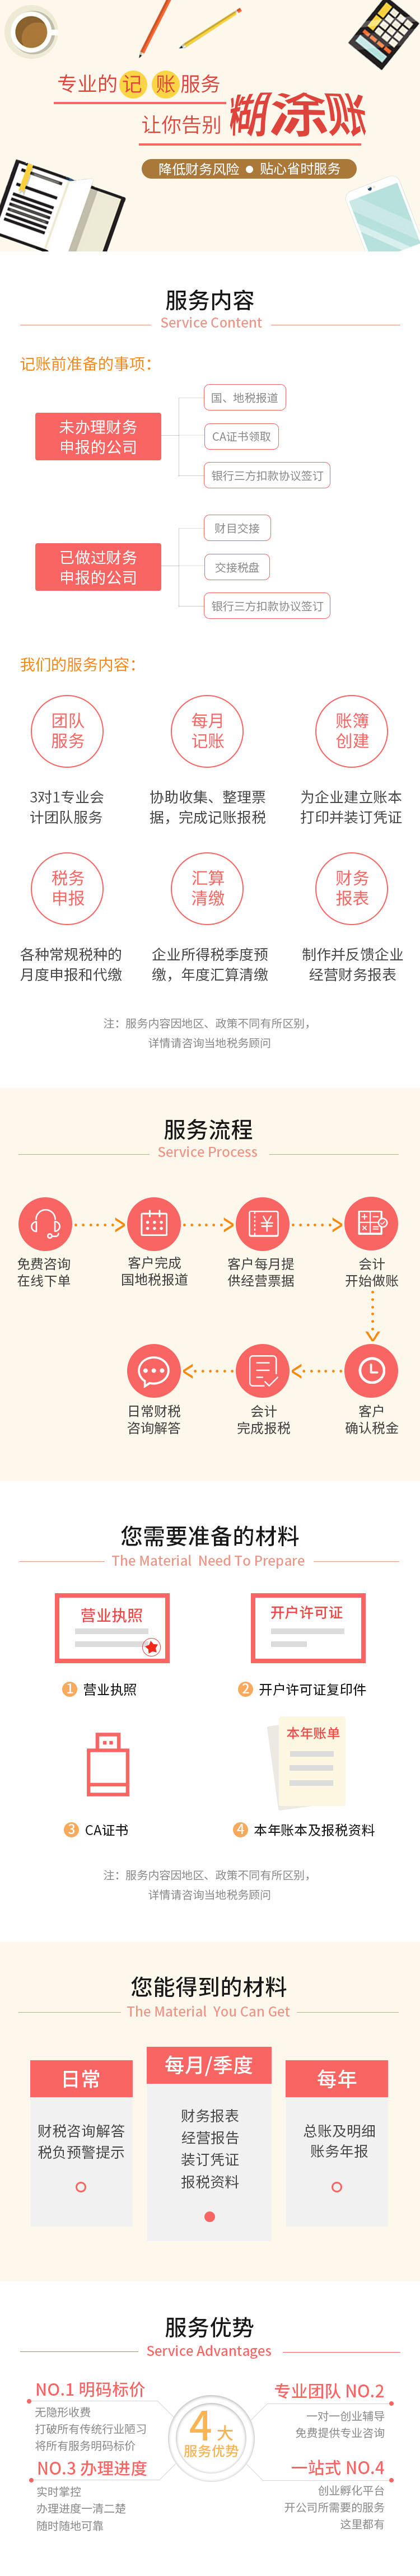 专业的记账服务
让你告别糊涂账
降低财务风险 ● 贴心省时服务
服务内容
Service Content
记账前准备的事项：
未办理财务
申报的公司
国、地税报道
CA证书领取
银行三方扣款协议签订
已做过财务
申报的公司
财目交接
交接税盘
银行三方扣款协议签订
我们的服务内容：
团队
服务
每月
记账
账簿
创建
3对1专业会
计团队服务
协助收集、整理票
据，完成记账报税
为企业建立账本
打印并装订凭证
税务
申报
汇算
清缴
财务
报表
各种常规税种的
月度申报和代缴
企业所得税季度预
缴，年度汇算清缴
制作并反馈企业
经营财务报表
注：服务内容因地区、政策不同有所区别，
详情请咨询当地税务顾问
服务流程
Service Process
免费咨询
在线下单
客户完成
国地税报道
客户每月提
供经营票据
会计
开始做账
日常财税
咨询解答
会计
完成报税
客户
确认税金
您需要准备的材料
The Material Need To Prepare
营业执照
开户许可证
1 营业执照
2 开户许可证复印件
本年账单
3 CA证书
4 本年账本及报税资料
注：服务内容因地区、政策不同有所区别，
详情请咨询当地税务顾问
您能得到的材料
The Material You Can Get
日常
财税咨询解答
税负预警提示
每月/季度
财务报表
经营报告
装订凭证
报税资料
每年
总账及明细
账务年报
服务优势
Service Advantages
NO.1 明码标价
无隐形收费
打破所有传统行业陋习
将所有服务明码标价
专业团队 NO.2
一对一创业辅导
免费提供专业咨询
4大
服务优势
NO.3 办理进度
实时掌控
办理进度一清二楚
随时随地可靠
一站式 NO.4
创业孵化平台
开公司所需要的服务
这里都有